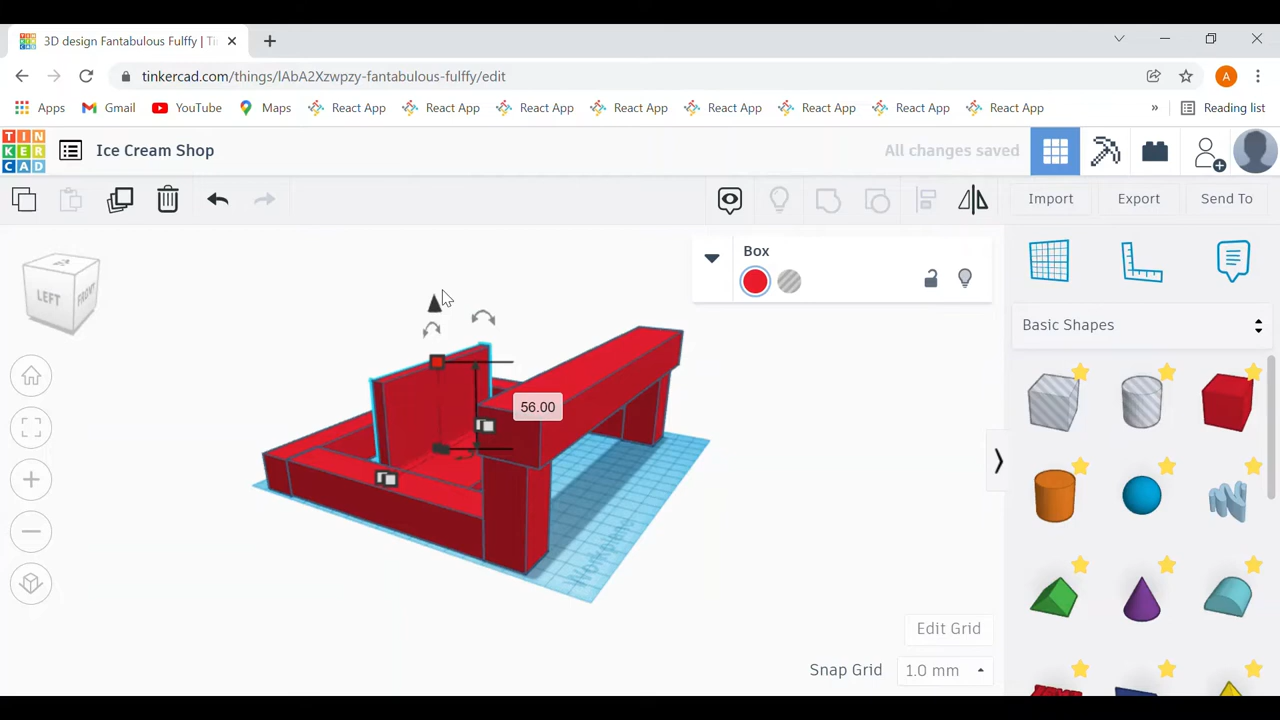 3D design Fantabulous Fulffy | Ti
tinkercad.com/things/lAbA2Xzwpzy-fantabulous-fulffy/edit
A
Apps Gmail YouTube Maps React App React App React App React App React App React App React App React App » Reading list
TIN
KER
CAD
Ice Cream Shop
All changes saved
Import Export Send To
Box
LEFT FRONT
Basic Shapes
56.00
Workplane
Edit Grid
Snap Grid 1.0 mm